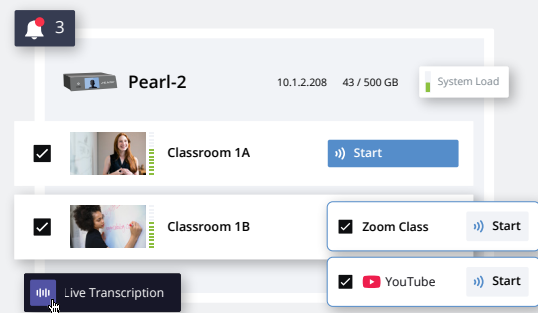 3
Pearl-2 10.1.2.208 43 / 500 GB System Load
Classroom 1A Start
Classroom 1B
Zoom Class Start
YouTube Start
Live Transcription